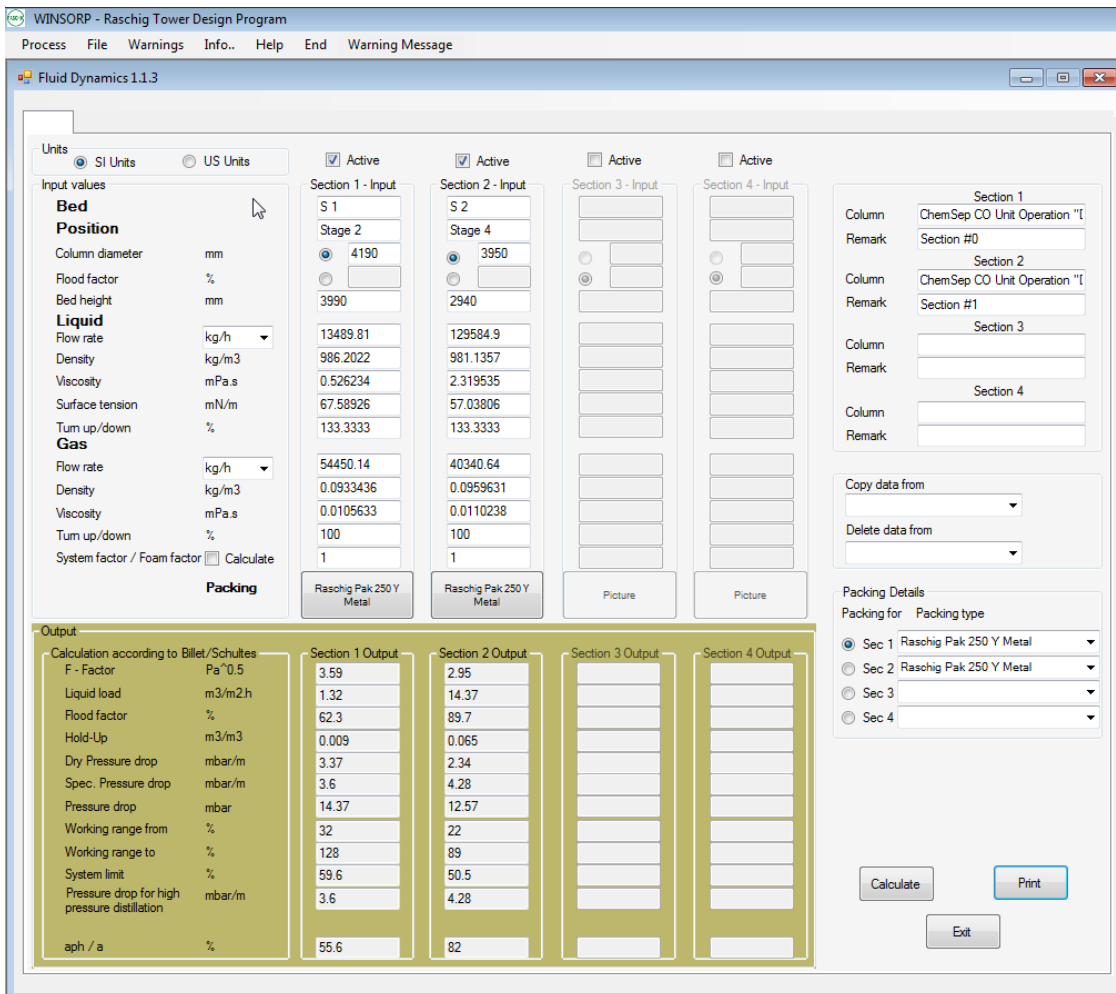 WINSORP - Raschig Tower Design Program
Process File Warnings Info.. Help End Warning Message
Fluid Dynamics 1.1.3
Units
SI Units US Units Active Active Active Active
Input values Section 1 - Input Section 2 - Input Section 3 - Input Section 4 - Input
Bed S 1 S 2
Position Stage 2 Stage 4
Column diameter mm 4190 3950
Flood factor %
Bed height mm 3990 2940
Liquid
Flow rate kg/h 13489.81 129584.9
Density kg/m3 986.2022 981.1357
Viscosity mPa.s 0.526234 2.319535
Surface tension mN/m 67.58926 57.03806
Turn up/down % 133.3333 133.3333
Gas
Flow rate kg/h 54450.14 40340.64
Density kg/m3 0.0933436 0.0959631
Viscosity mPa.s 0.0105633 0.0110238
Turn up/down % 100 100
System factor / Foam factor Calculate 1 1
Packing Raschig Pak 250 Y Metal Raschig Pak 250 Y Metal Picture Picture
Section 1
Column ChemSep CO Unit Operation "[
Remark Section #0
Section 2
Column ChemSep CO Unit Operation "[
Remark Section #1
Section 3
Column
Remark
Section 4
Column
Remark
Copy data from
Delete data from
Packing Details
Packing for Packing type
Sec 1 Raschig Pak 250 Y Metal
Sec 2 Raschig Pak 250 Y Metal
Sec 3
Sec 4
Output
Calculation according to Billet/Schultes Section 1 Output Section 2 Output Section 3 Output Section 4 Output
F - Factor Pa^0.5 3.59 2.95
Liquid load m3/m2.h 1.32 14.37
Flood factor % 62.3 89.7
Hold-Up m3/m3 0.009 0.065
Dry Pressure drop mbar/m 3.37 2.34
Spec. Pressure drop mbar/m 3.6 4.28
Pressure drop mbar 14.37 12.57
Working range from % 32 22
Working range to % 128 89
System limit % 59.6 50.5
Pressure drop for high
pressure distillation mbar/m 3.6 4.28
aph / a % 55.6 82
Calculate Print
Exit